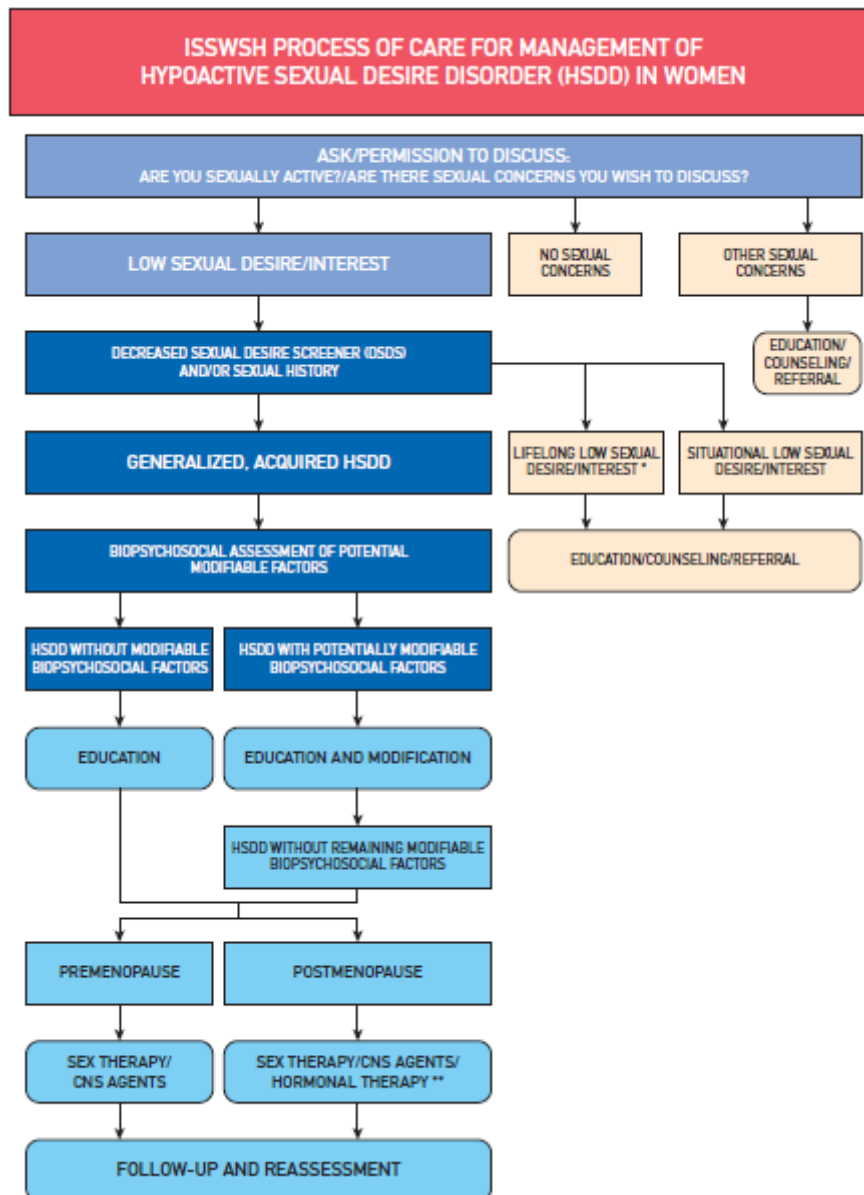 ISSWSH PROCESS OF CARE FOR MANAGEMENT OF
HYPOACTIVE SEXUAL DESIRE DISORDER (HSDD) IN WOMEN
ASK/PERMISSION TO DISCUSS:
ARE YOU SEXUALLY ACTIVE?/ARE THERE SEXUAL CONCERNS YOU WISH TO DISCUSS?
LOW SEXUAL DESIRE/INTEREST
NO SEXUAL
CONCERNS
OTHER SEXUAL
CONCERNS
DECREASED SEXUAL DESIRE SCREENER (DSDS)
AND/OR SEXUAL HISTORY
EDUCATION/
COUNSELING/
REFERRAL
GENERALIZED, ACQUIRED HSDD
LIFELONG LOW SEXUAL
DESIRE/INTEREST *
SITUATIONAL LOW SEXUAL
DESIRE/INTEREST
BIOPSYCHOSOCIAL ASSESSMENT OF POTENTIAL
MODIFIABLE FACTORS
EDUCATION/COUNSELING/REFERRAL
HSDD WITHOUT MODIFIABLE
BIOPSYCHOSOCIAL FACTORS
HSDD WITH POTENTIALLY MODIFIABLE
BIOPSYCHOSOCIAL FACTORS
EDUCATION
EDUCATION AND MODIFICATION
HSDD WITHOUT REMAINING MODIFIABLE
BIOPSYCHOSOCIAL FACTORS
PREMENOPAUSE
POSTMENOPAUSE
SEX THERAPY/
CNS AGENTS
SEX THERAPY/CNS AGENTS/
HORMONAL THERAPY **
FOLLOW-UP AND REASSESSMENT